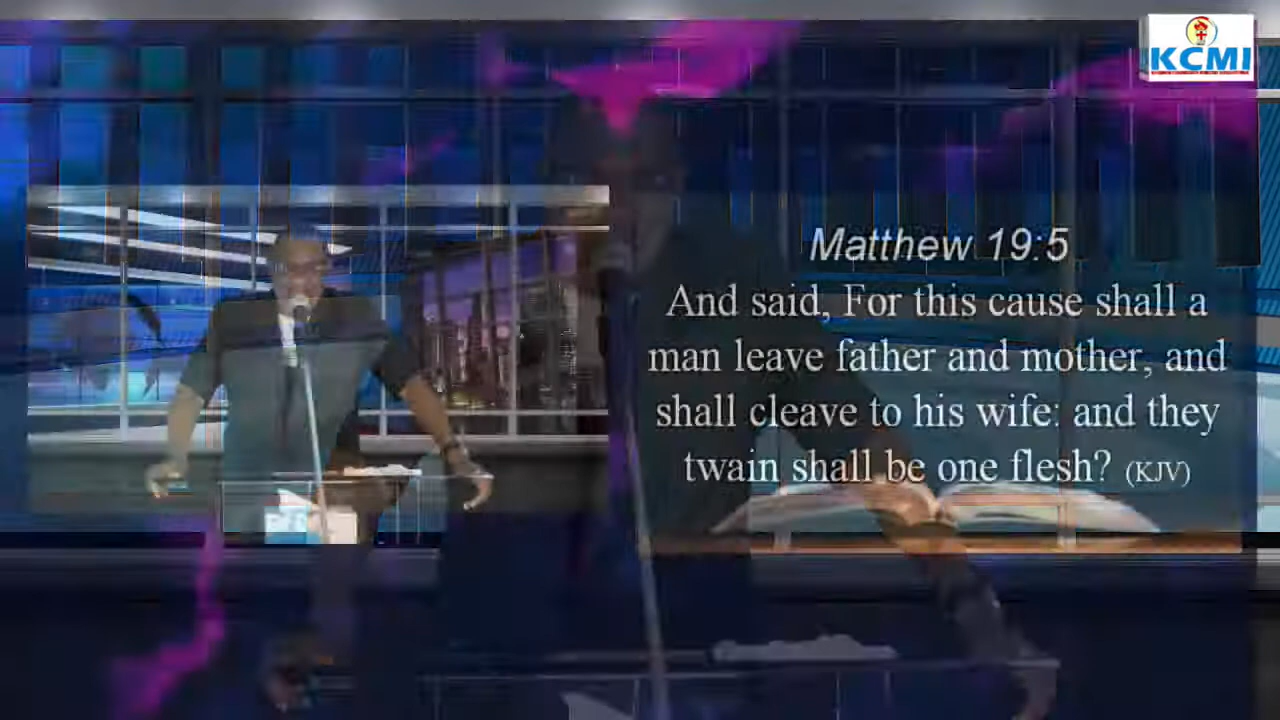 KCMI
Matthew 19:5
And said, For this cause shall a
man leave father and mother, and
shall cleave to his wife: and they
twain shall be one flesh? (KJV)